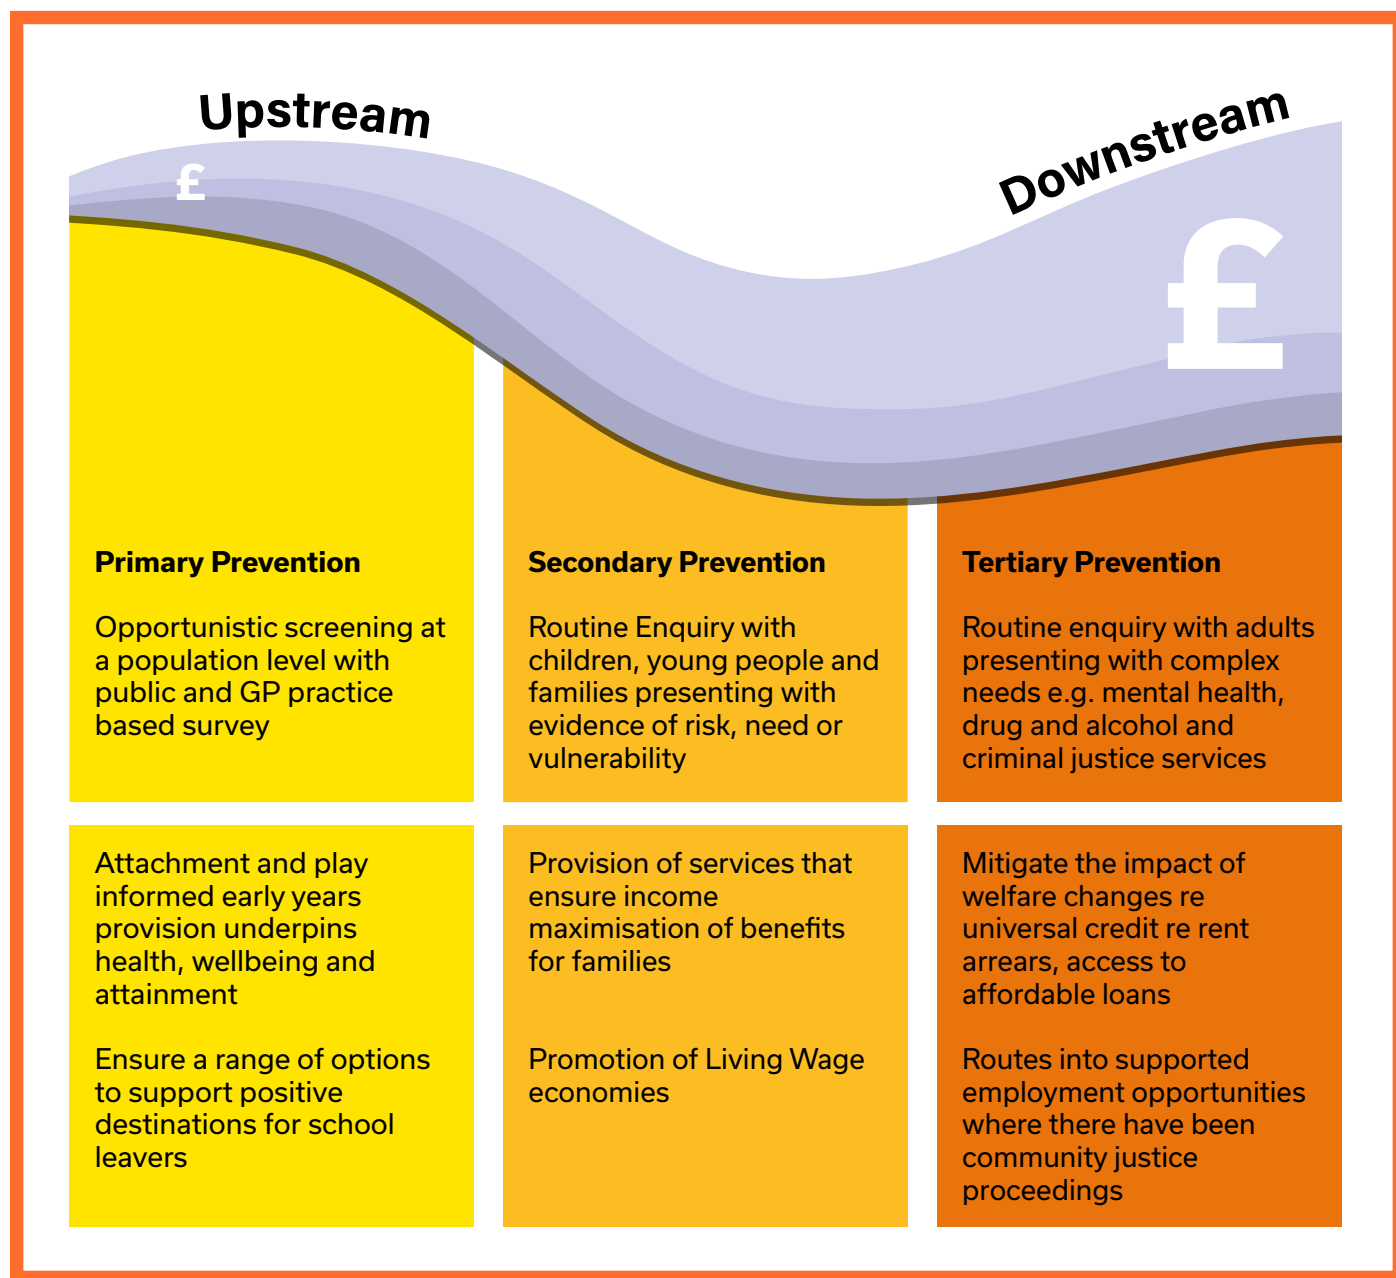 Upstream
Downstream
£
£
Primary Prevention
Opportunistic screening at
a population level with
public and GP practice
based survey
Secondary Prevention
Routine Enquiry with
children, young people and
families presenting with
evidence of risk, need or
vulnerability
Tertiary Prevention
Routine enquiry with adults
presenting with complex
needs e.g. mental health,
drug and alcohol and
criminal justice services
Attachment and play
informed early years
provision underpins
health, wellbeing and
attainment
Ensure a range of options
to support positive
destinations for school
leavers
Provision of services that
ensure income
maximisation of benefits
for families
Promotion of Living Wage
economies
Mitigate the impact of
welfare changes re
universal credit re rent
arrears, access to
affordable loans
Routes into supported
employment opportunities
where there have been
community justice
proceedings